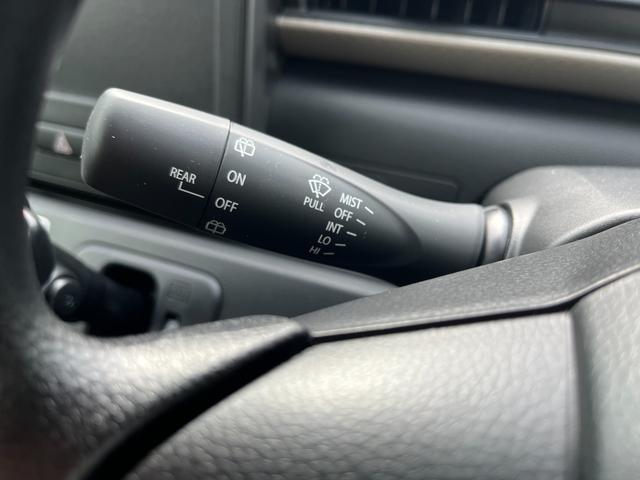 REAR
ON
OFF
PULL
MIST
OFF
INT
LO
HI